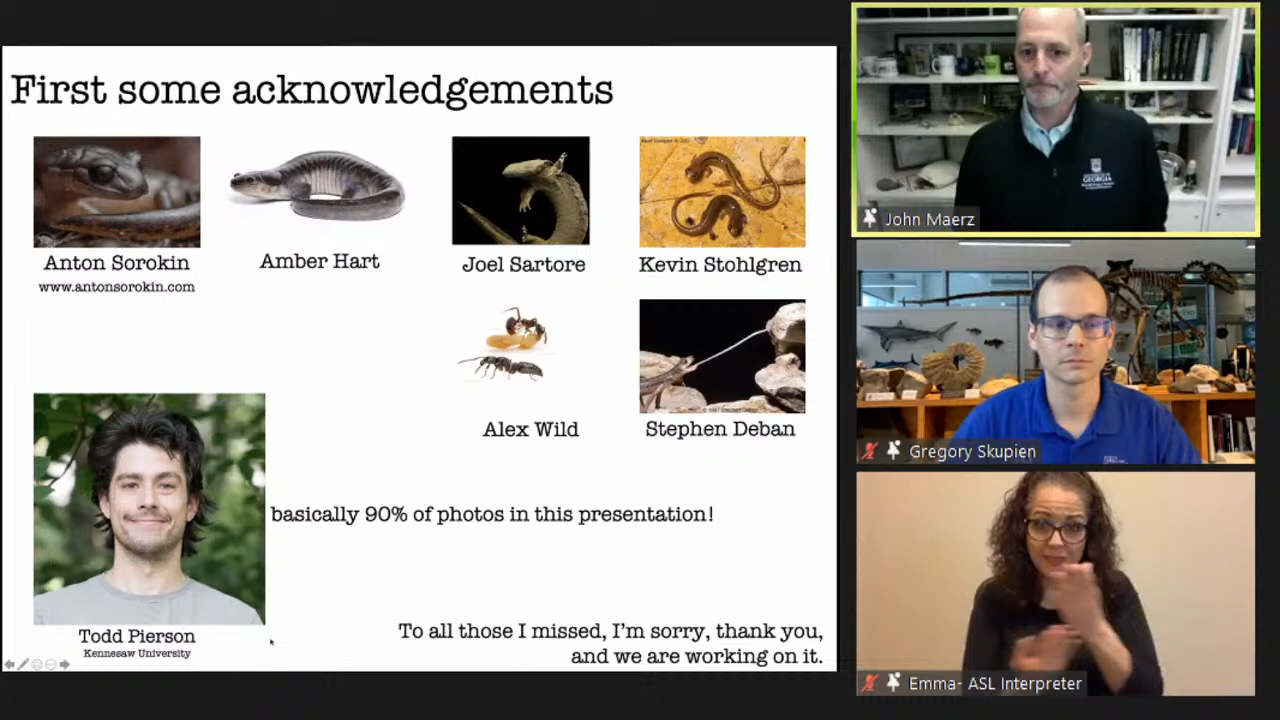 First some acknowledgements
Anton Sorokin
www.antonsorokin.com
Amber Hart
Joel Sartore
Kevin Stohlgren
Alex Wild
Stephen Deban
basically 90% of photos in this presentation!
Todd Pierson
Kennesaw University
To all those I missed, I'm sorry, thank you,
and we are working on it.
GEORGIA
John Maerz
Gregory Skupien
Emma- ASL Interpreter